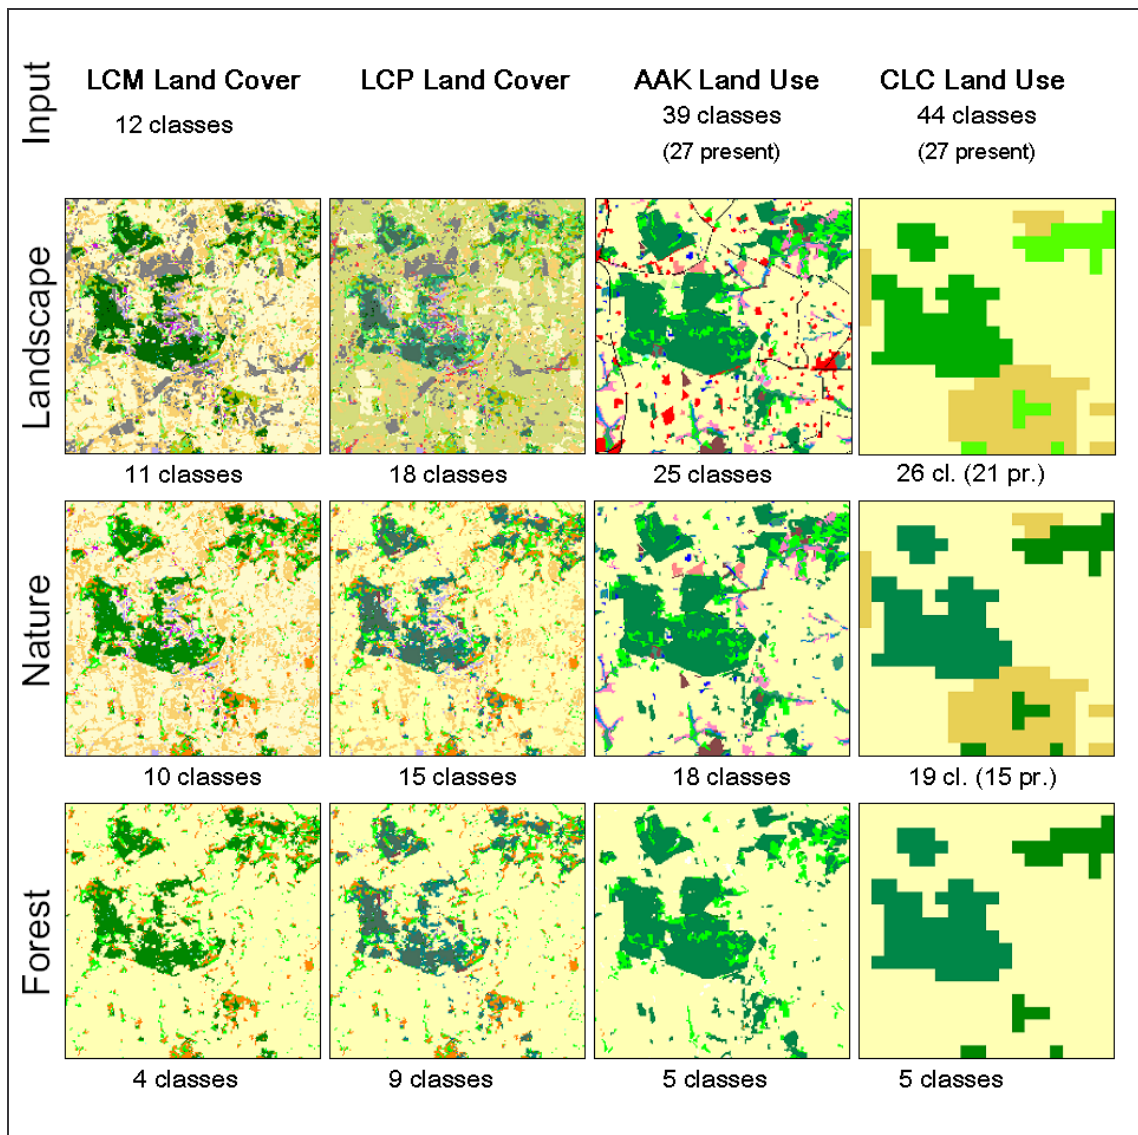 Input
LCM Land Cover
12 classes
LCP Land Cover
AAK Land Use
39 classes
(27 present)
CLC Land Use
44 classes
(27 present)
Landscape
11 classes
18 classes
25 classes
26 cl. (21 pr.)
Nature
10 classes
15 classes
18 classes
19 cl. (15 pr.)
Forest
4 classes
9 classes
5 classes
5 classes